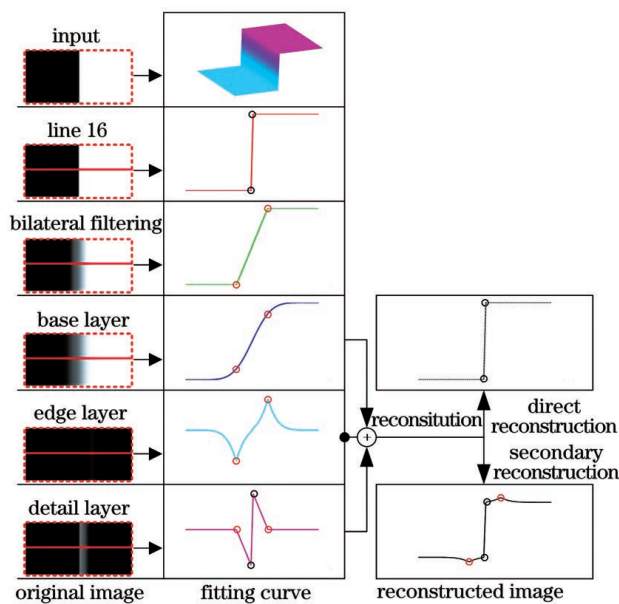 input
line 16
bilateral filtering
base layer
edge layer
detail layer
original image
fitting curve
+
reconsitution
direct
reconstruction
secondary
reconstruction
reconstructed image